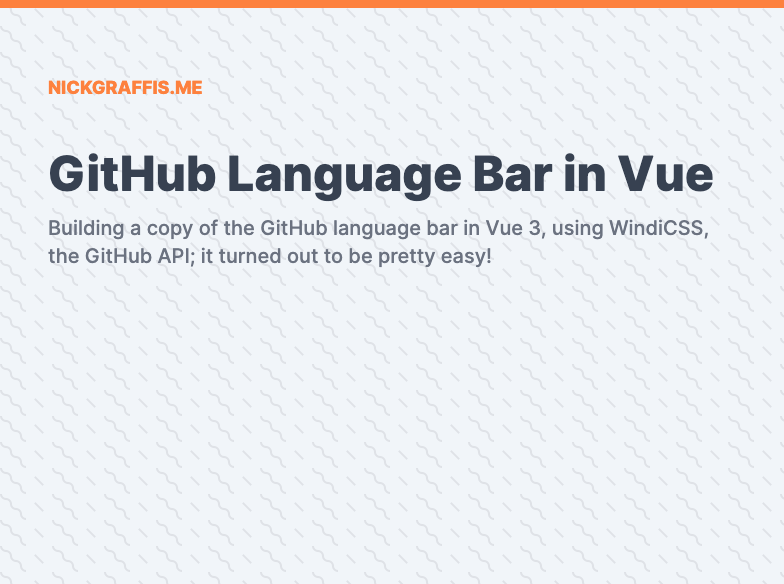 NICKGRAFFIS.ME
GitHub Language Bar in Vue
Building a copy of the GitHub language bar in Vue 3, using WindiCSS,
the GitHub API; it turned out to be pretty easy!